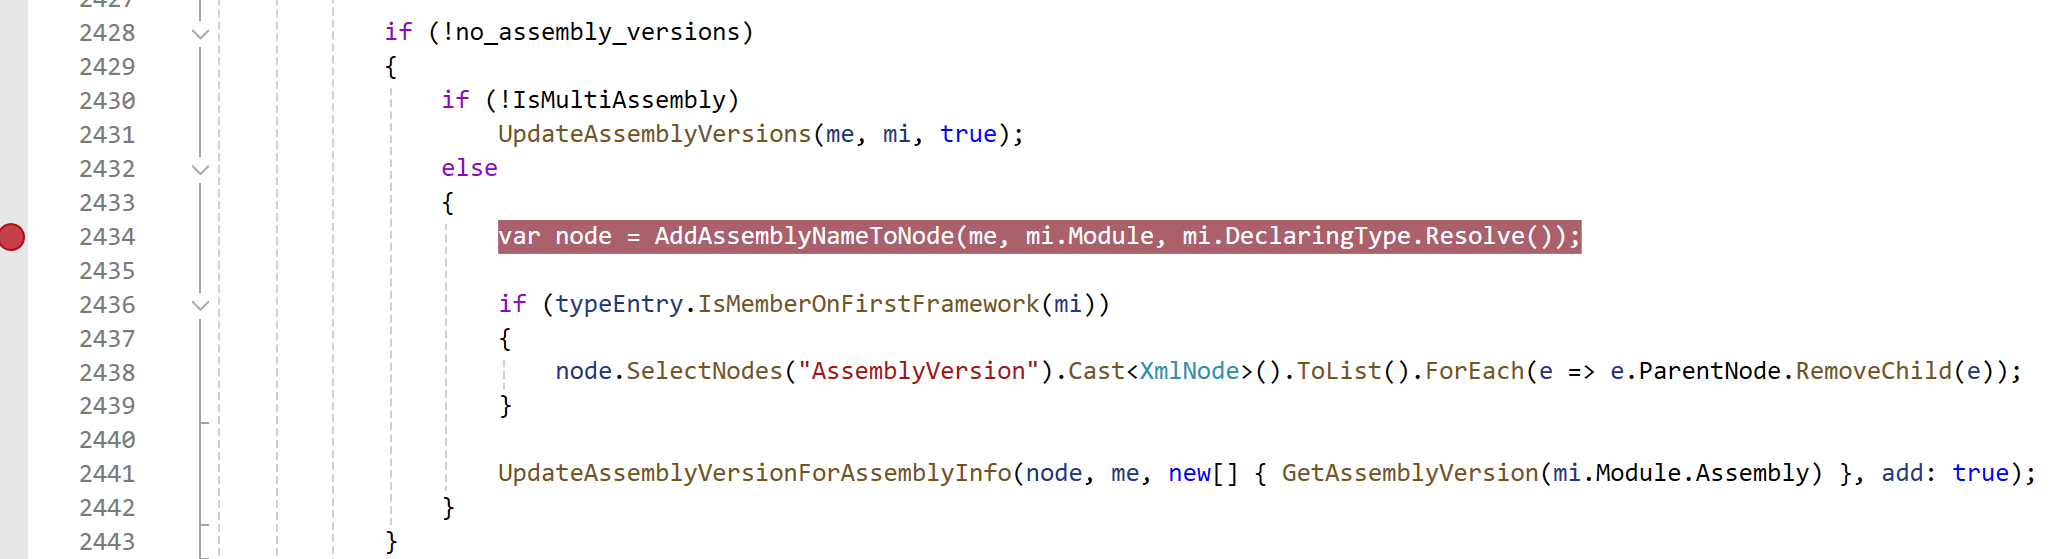 2427
2428 if (!no_assembly_versions)
2429 {
2430 if (!IsMultiAssembly)
2431 UpdateAssemblyVersions(me, mi, true);
2432 else
2433 {
2434 var node = AddAssemblyNameToNode(me, mi.Module, mi.DeclaringType.Resolve());
2435
2436 if (typeEntry.IsMemberOnFirstFramework(mi))
2437 {
2438 node.SelectNodes("AssemblyVersion").Cast<XmlNode>().ToList().ForEach(e => e.ParentNode.RemoveChild(e));
2439 }
2440
2441 UpdateAssemblyVersionForAssemblyInfo(node, me, new[] { GetAssemblyVersion(mi.Module.Assembly) }, add: true);
2442 }
2443 }